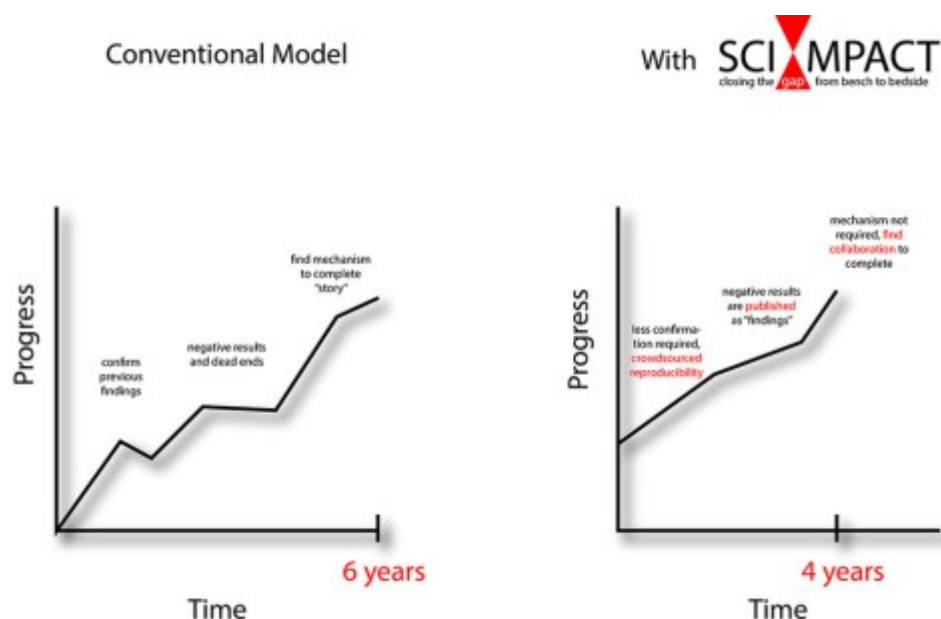 Conventional Model
With SCI MPACT
closing the gap from bench to bedside
Progress
confirm
previous
findings
negative results
and dead ends
find mechanism
to complete
"story"
6 years
Time
Progress
less confirma-
tion required,
crowdsourced
reproducibility
negative results
are published
as "findings"
mechanism not
required, find
collaboration to
complete
4 years
Time